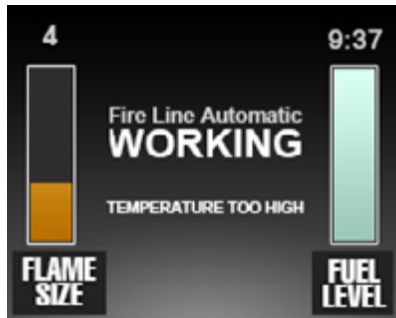 4
9:37
Fire Line Automatic
WORKING
TEMPERATURE TOO HIGH
FLAME
SIZE
FUEL
LEVEL